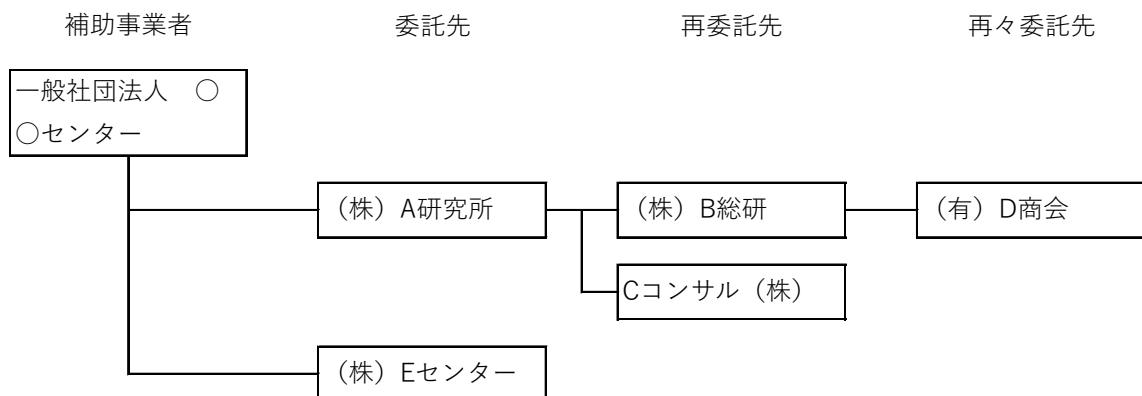 補助事業者 委託先 再委託先 再々委託先
一般社団法人　○
○センター
(株) A研究所 (株) B総研 (有) D商会
Cコンサル (株)
(株) Eセンター